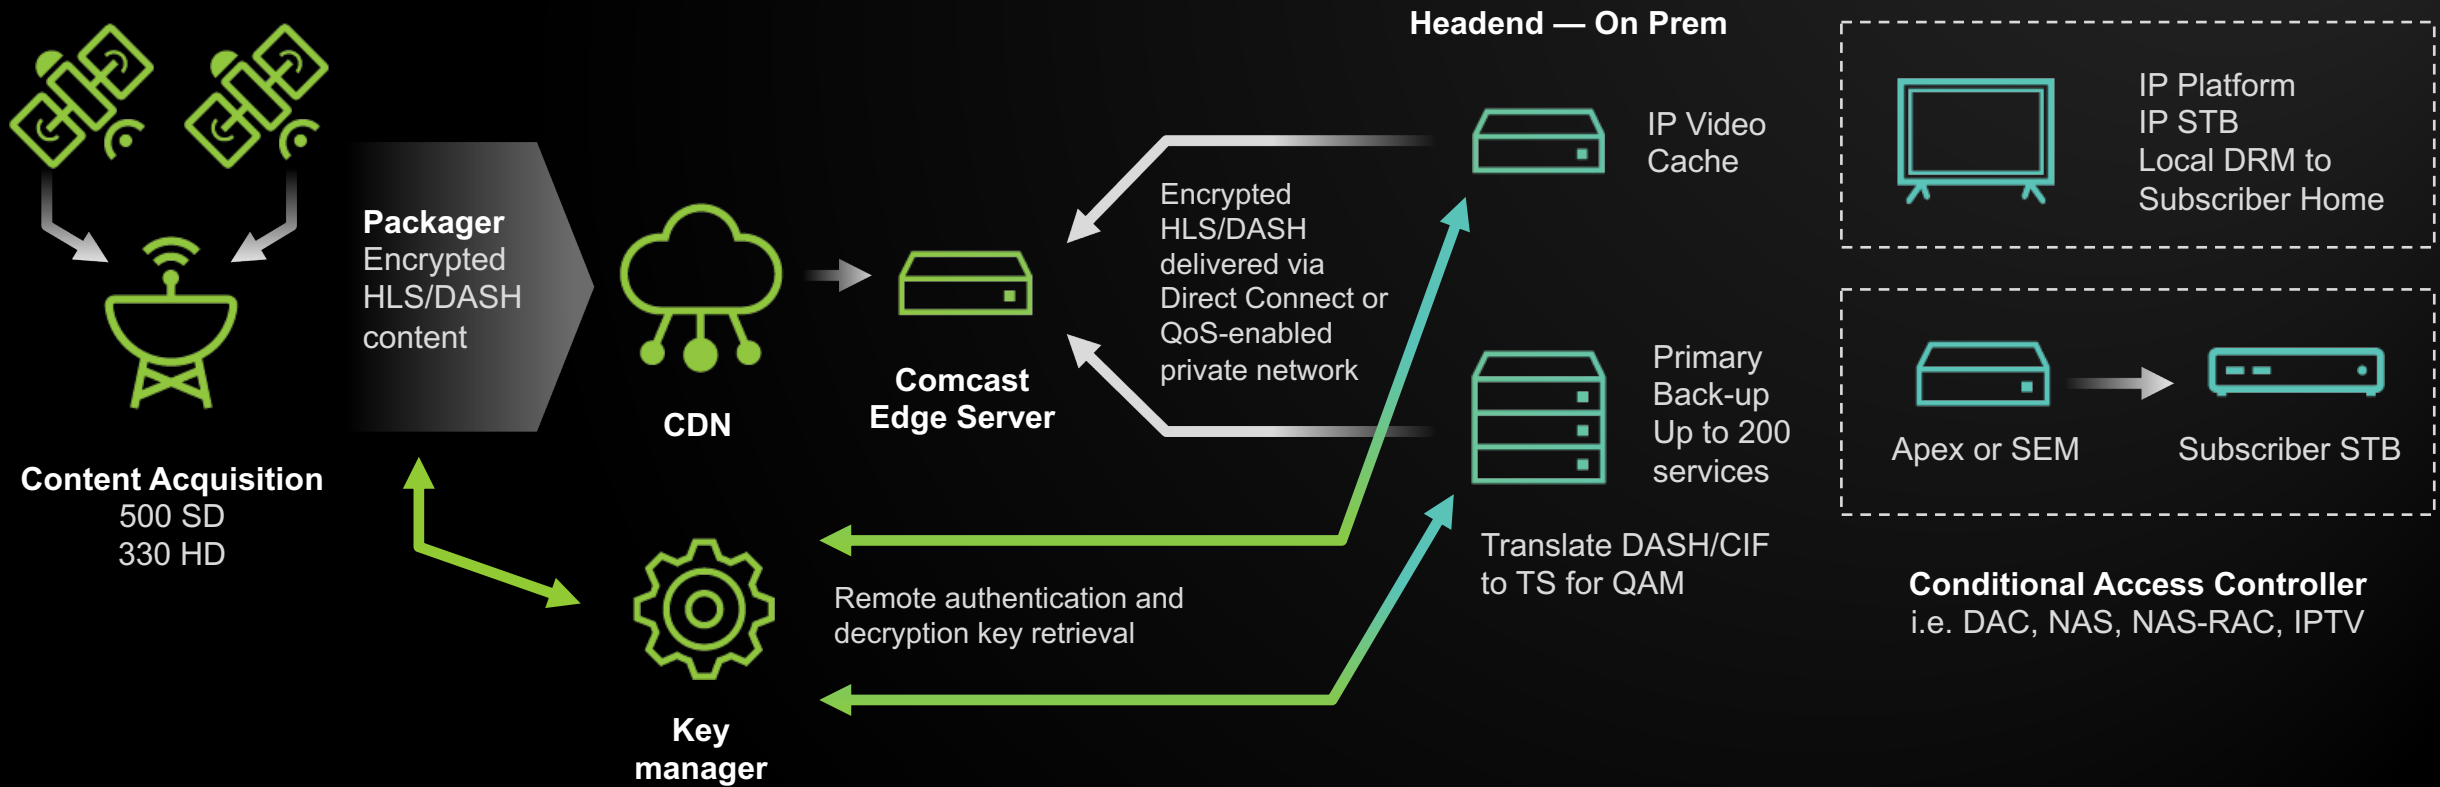 Headend — On Prem
Packager
Encrypted
HLS/DASH
content
Content Acquisition
500 SD
330 HD
CDN
Comcast
Edge Server
Encrypted
HLS/DASH
delivered via
Direct Connect or
QoS-enabled
private network
Key
manager
Remote authentication and
decryption key retrieval
IP Video
Cache
Primary
Back-up
Up to 200
services
Translate DASH/CIF
to TS for QAM
IP Platform
IP STB
Local DRM to
Subscriber Home
Apex or SEM
Subscriber STB
Conditional Access Controller
i.e. DAC, NAS, NAS-RAC, IPTV